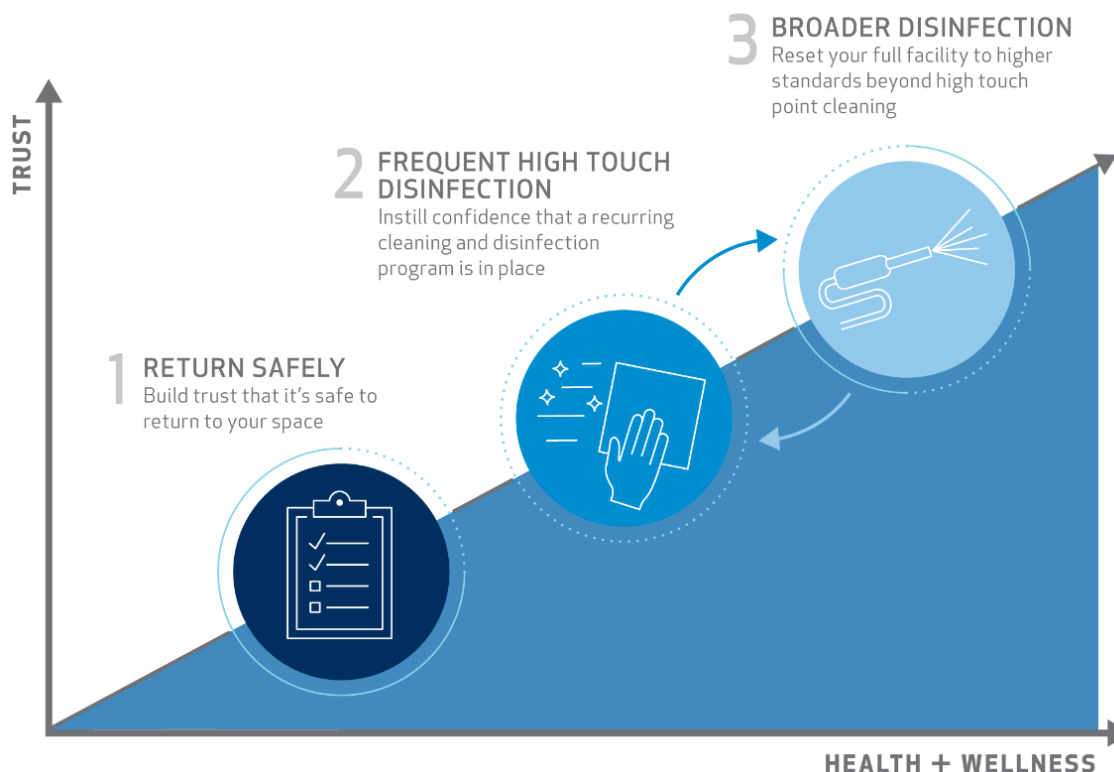 3 BROADER DISINFECTION
Reset your full facility to higher
standards beyond high touch
point cleaning
TRUST
2 FREQUENT HIGH TOUCH
DISINFECTION
Instill confidence that a recurring
cleaning and disinfection
program is in place
1 RETURN SAFELY
Build trust that it’s safe to
return to your space
HEALTH + WELLNESS